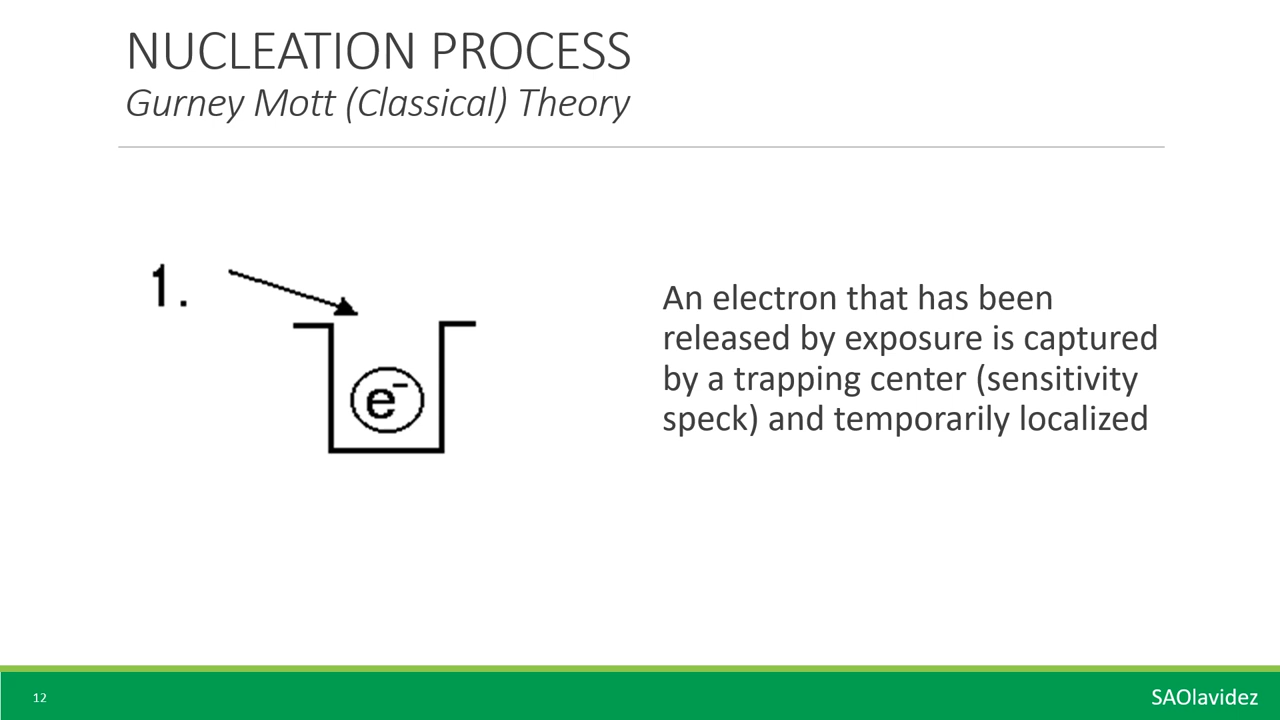 NUCLEATION PROCESS
Gurney Mott (Classical) Theory
1.
e⁻
An electron that has been
released by exposure is captured
by a trapping center (sensitivity
speck) and temporarily localized
12
SAOlavidez